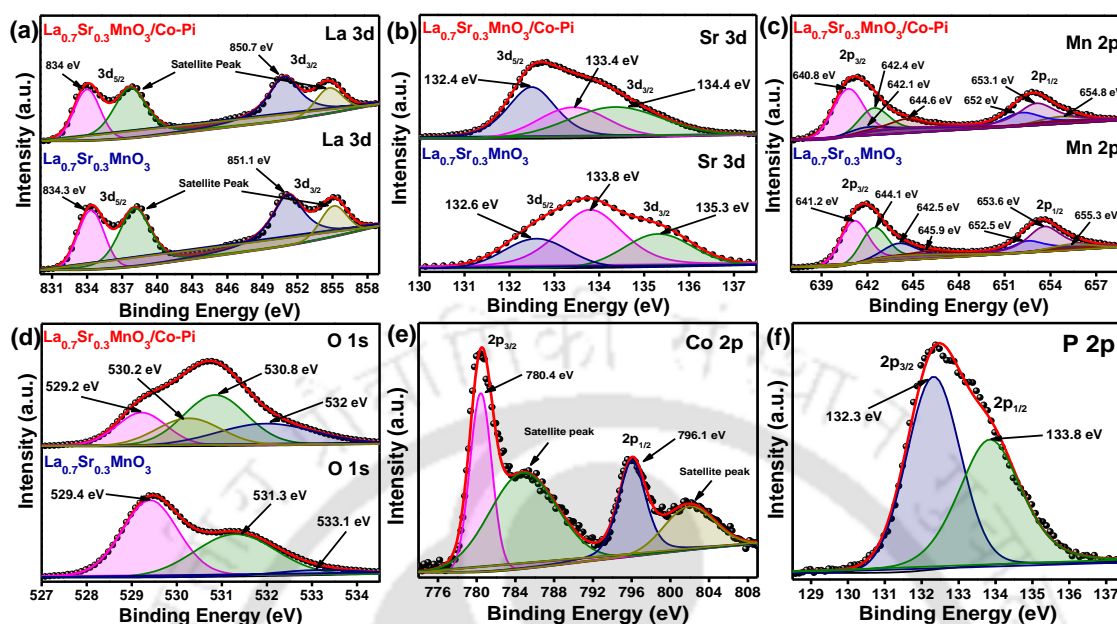 (a)
La0.7Sr0.3MnO3/Co-Pi
La 3d
834 eV
3d5/2
Satellite Peak
850.7 eV
3d3/2
La0.7Sr0.3MnO3
La 3d
834.3 eV
3d5/2
Satellite Peak
851.1 eV
3d3/2
Intensity (a.u.)
831 834 837 840 843 846 849 852 855 858
Binding Energy (eV)
(b)
La0.7Sr0.3MnO3/Co-Pi
Sr 3d
132.4 eV
3d5/2
133.4 eV
3d3/2
134.4 eV
La0.7Sr0.3MnO3
Sr 3d
132.6 eV
3d5/2
133.8 eV
3d3/2
135.3 eV
Intensity (a.u.)
130 131 132 133 134 135 136 137
Binding Energy (eV)
(c)
La0.7Sr0.3MnO3/Co-Pi
Mn 2p
640.8 eV
2p3/2
642.4 eV
642.1 eV
644.6 eV
653.1 eV
652 eV
2p1/2
654.8 eV
La0.7Sr0.3MnO3
Mn 2p
641.2 eV
2p3/2
644.1 eV
642.5 eV
645.9 eV
653.6 eV
652.5 eV
2p1/2
655.3 eV
Intensity (a.u.)
639 642 645 648 651 654 657
Binding Energy (eV)
(d)
La0.7Sr0.3MnO3/Co-Pi
O 1s
529.2 eV
530.2 eV
530.8 eV
532 eV
La0.7Sr0.3MnO3
O 1s
529.4 eV
531.3 eV
533.1 eV
Intensity (a.u.)
527 528 529 530 531 532 533 534
Binding Energy (eV)
(e)
Co 2p
2p3/2
780.4 eV
Satellite peak
2p1/2
796.1 eV
Satellite peak
Intensity (a.u.)
776 780 784 788 792 796 800 804 808
Binding Energy (eV)
(f)
P 2p
2p3/2
132.3 eV
2p1/2
133.8 eV
Intensity (a.u.)
129 130 131 132 133 134 135 136 137
Binding Energy (eV)